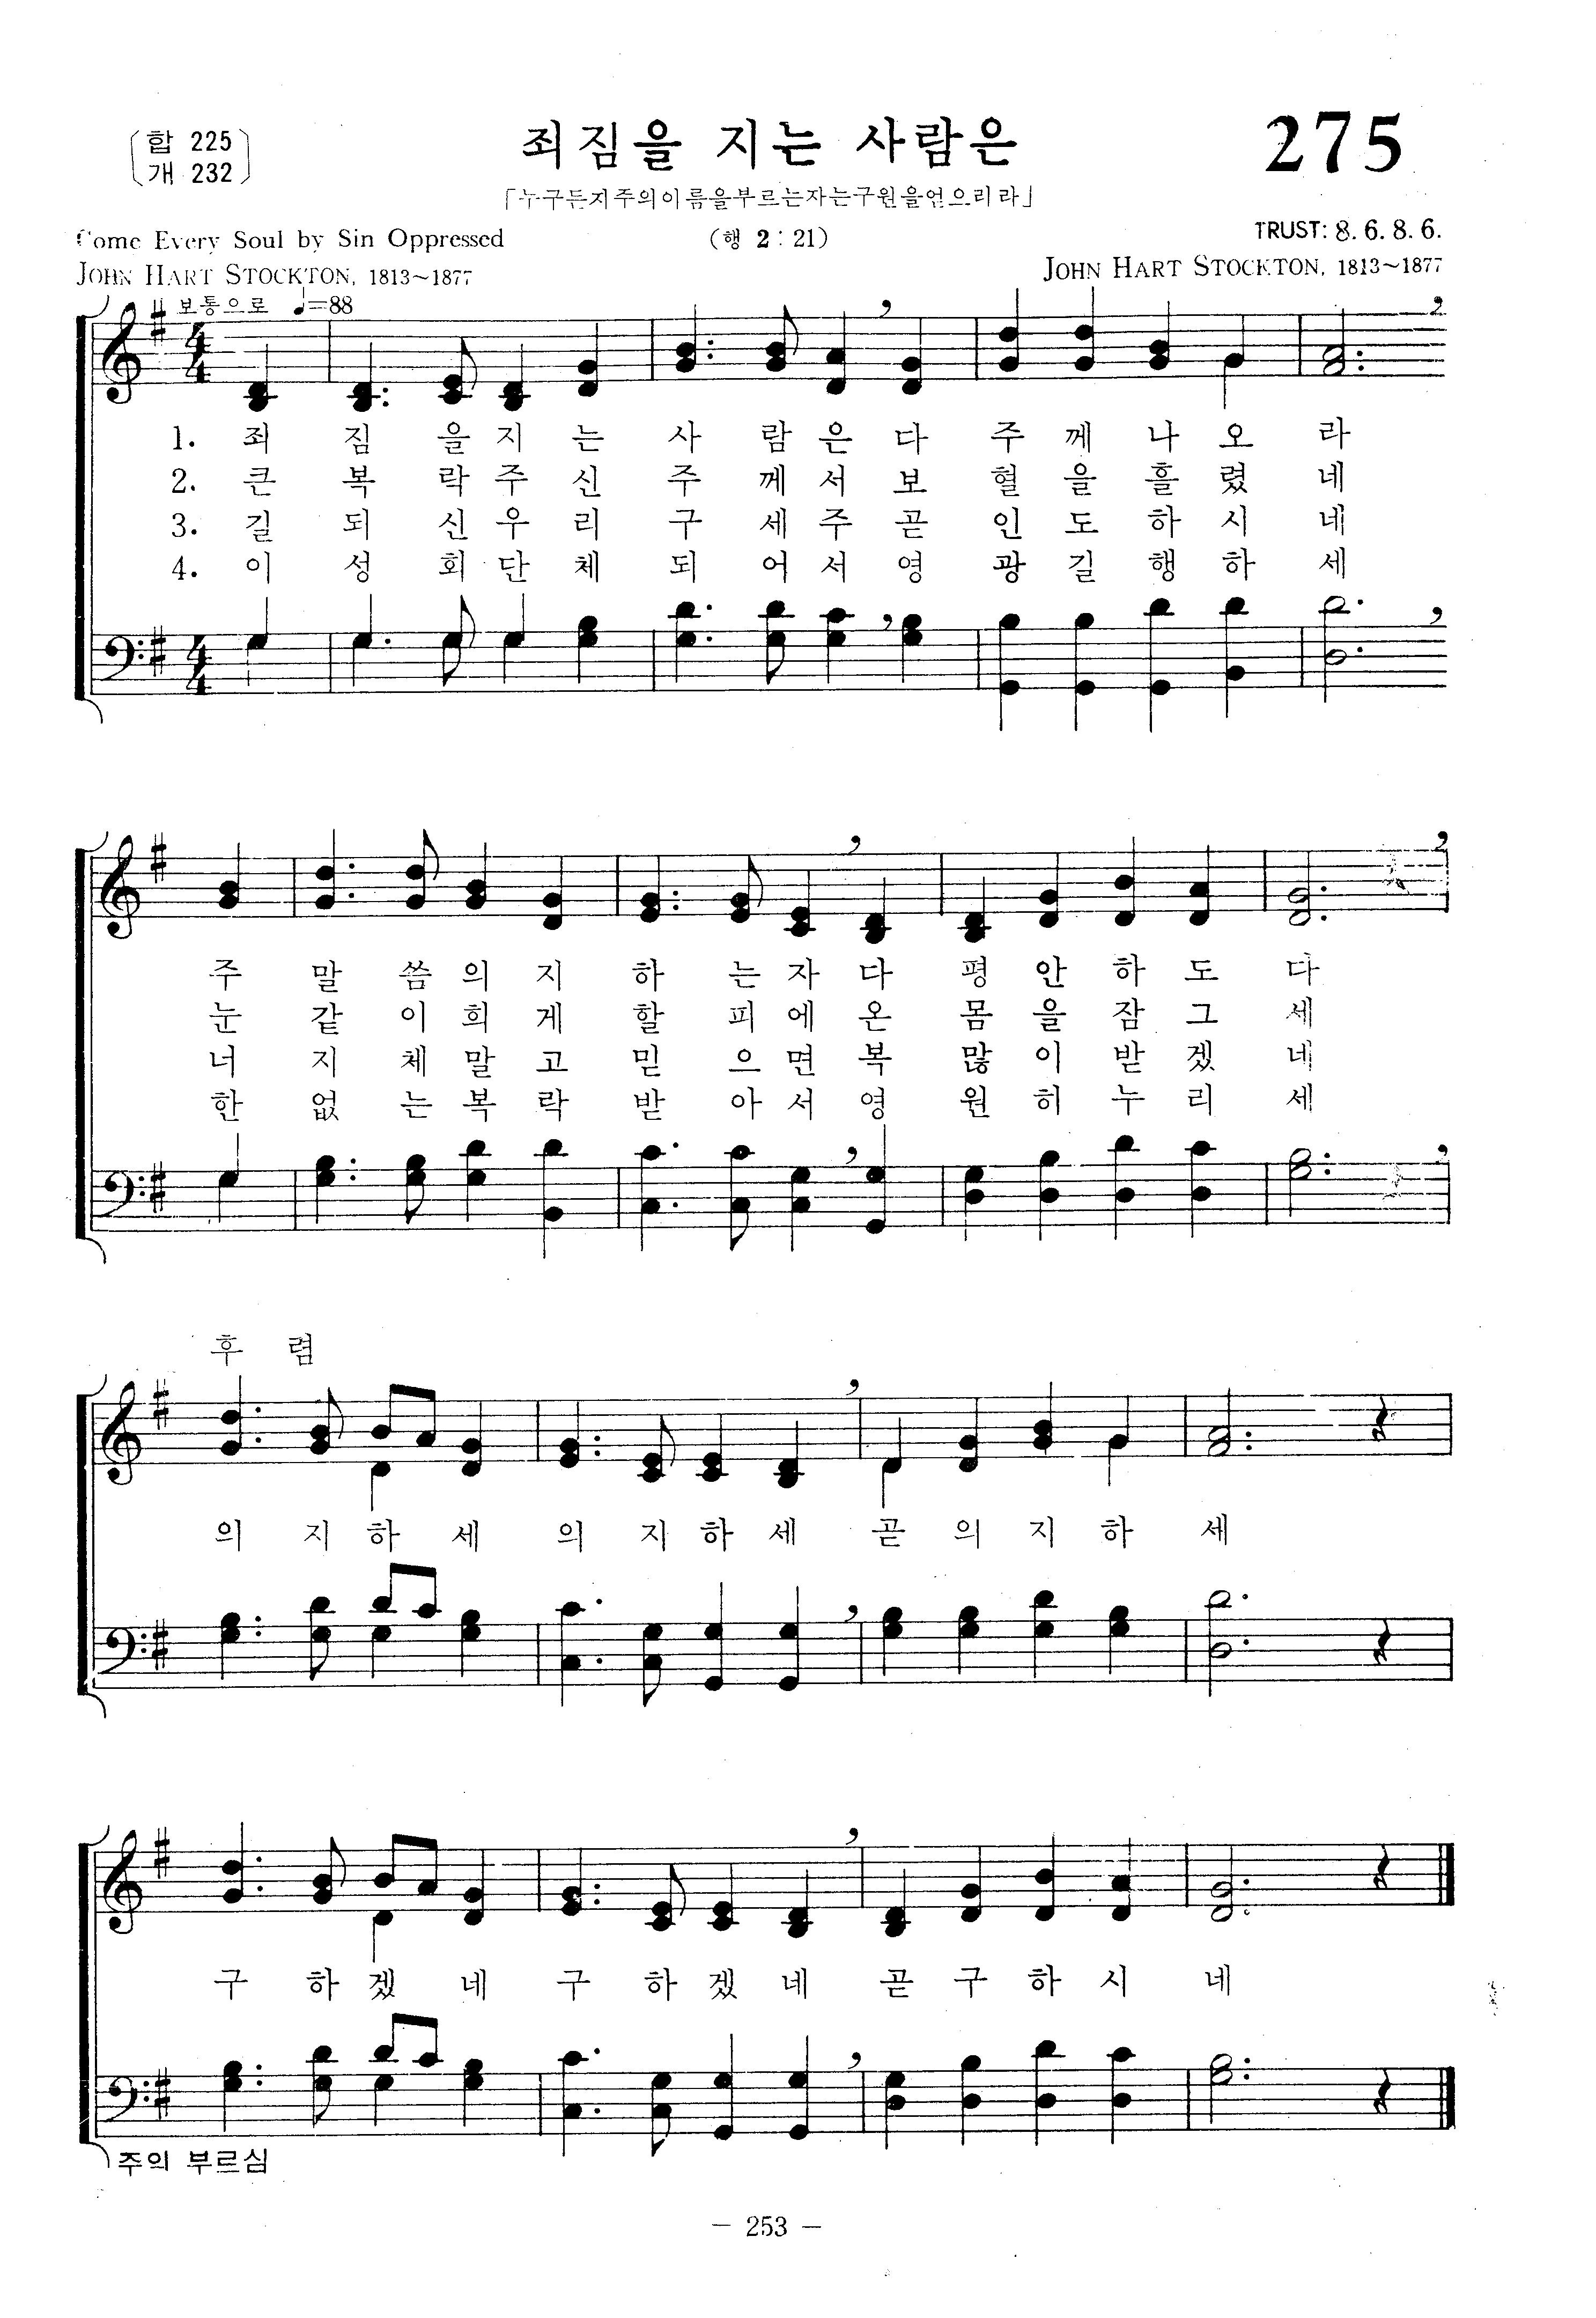 합 225
개 232
죄짐을 지는 사람은
275
「누구든지주의이름을부르는자는구원을얻으리라」
Come Every Soul by Sin Oppressed
(행 2 : 21)
TRUST: 8. 6. 8. 6.
JOHN HART STOCKTON, 1813~1877
JOHN HART STOCKTON, 1813~1877
보통으로 ♩=88
1. 죄 짐 을 지 는 사 람 은 다 주 께 나 오 라
2. 큰 복 락 주 신 주 께 서 보 혈 을 흘 렸 네
3. 길 되 신 우 리 구 세 주 곧 인 도 하 시 네
4. 이 성 회 단 체 되 어 서 영 광 길 행 하 세
주 말 씀 의 지 하 는 자 다 평 안 하 도 다
눈 같 이 희 게 할 피 에 온 몸 을 잠 그 세
너 지 체 말 고 믿 으 면 복 많 이 받 겠 네
한 없 는 복 락 받 아 서 영 원 히 누 리 세
후 렴
의 지 하 세 의 지 하 세 곧 의 지 하 세
구 하 겠 네 구 하 겠 네 곧 구 하 시 네
주의 부르심
– 253 –